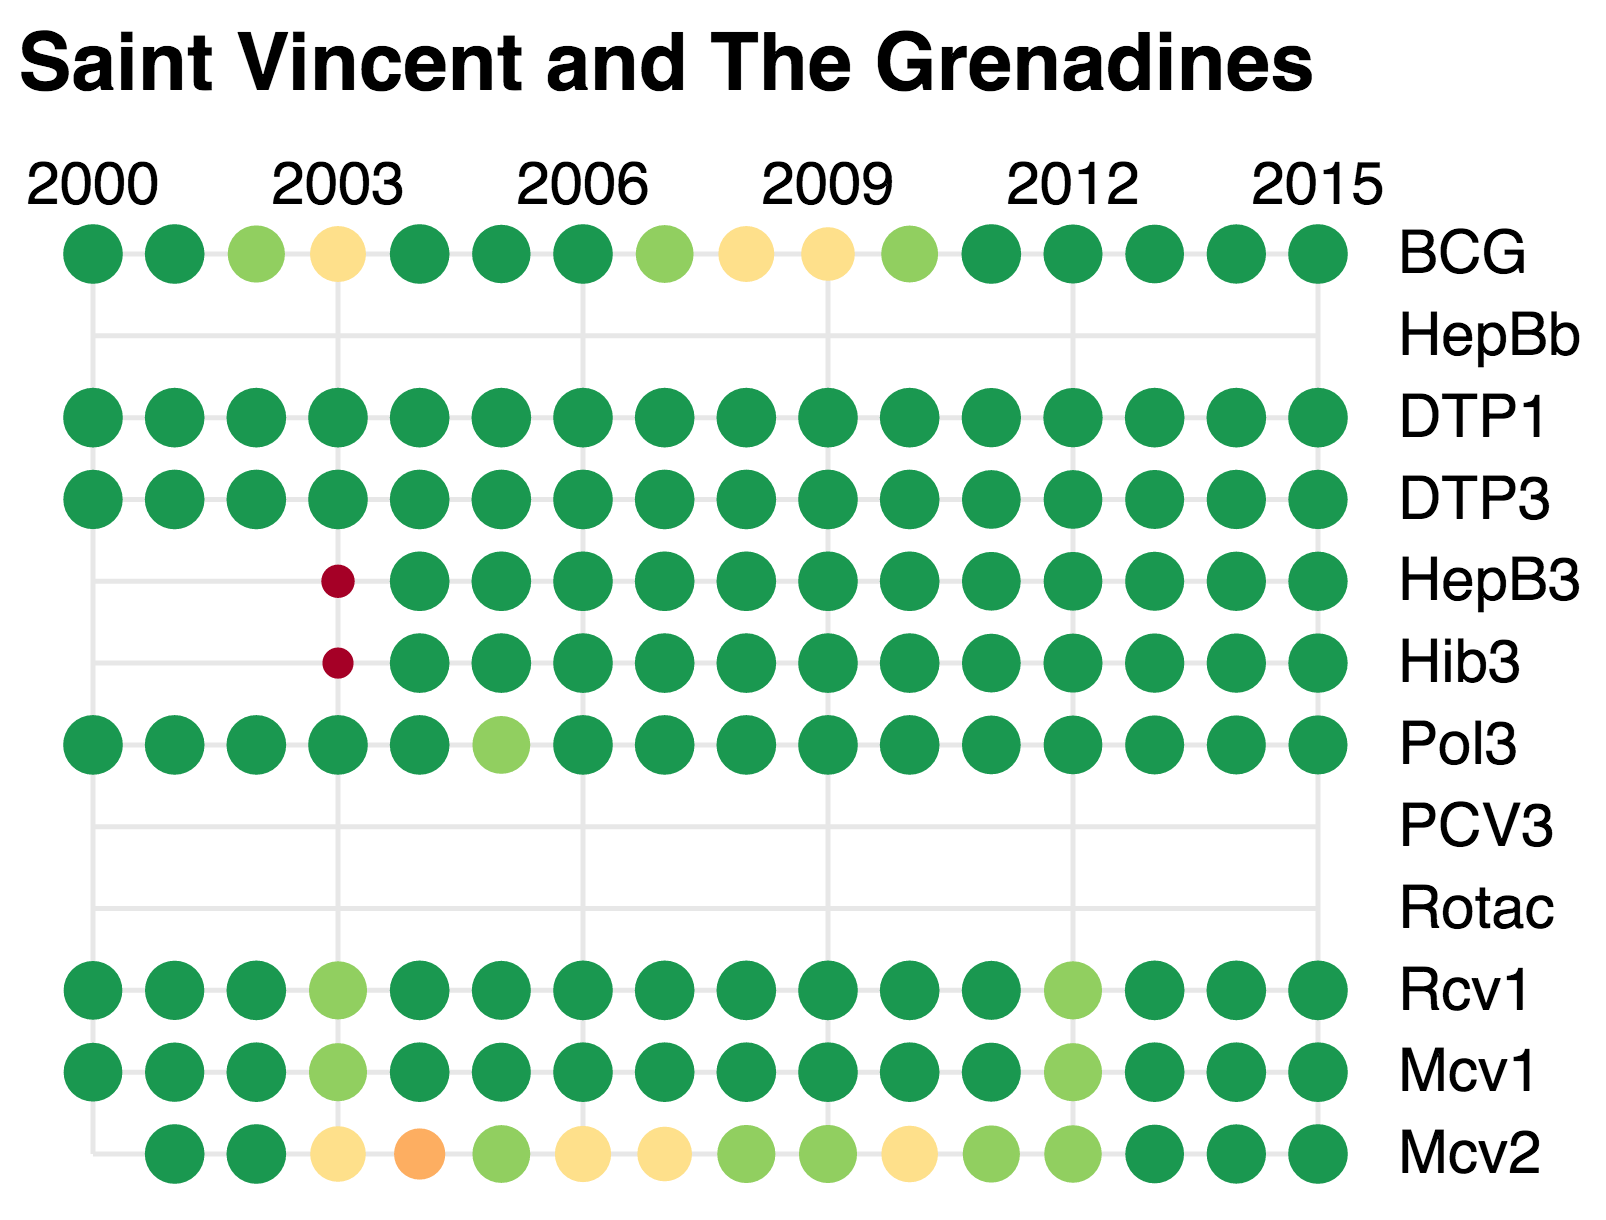 Saint Vincent and The Grenadines
2000 2003 2006 2009 2012 2015
BCG
HepBb
DTP1
DTP3
HepB3
Hib3
Pol3
PCV3
Rotac
Rcv1
Mcv1
Mcv2